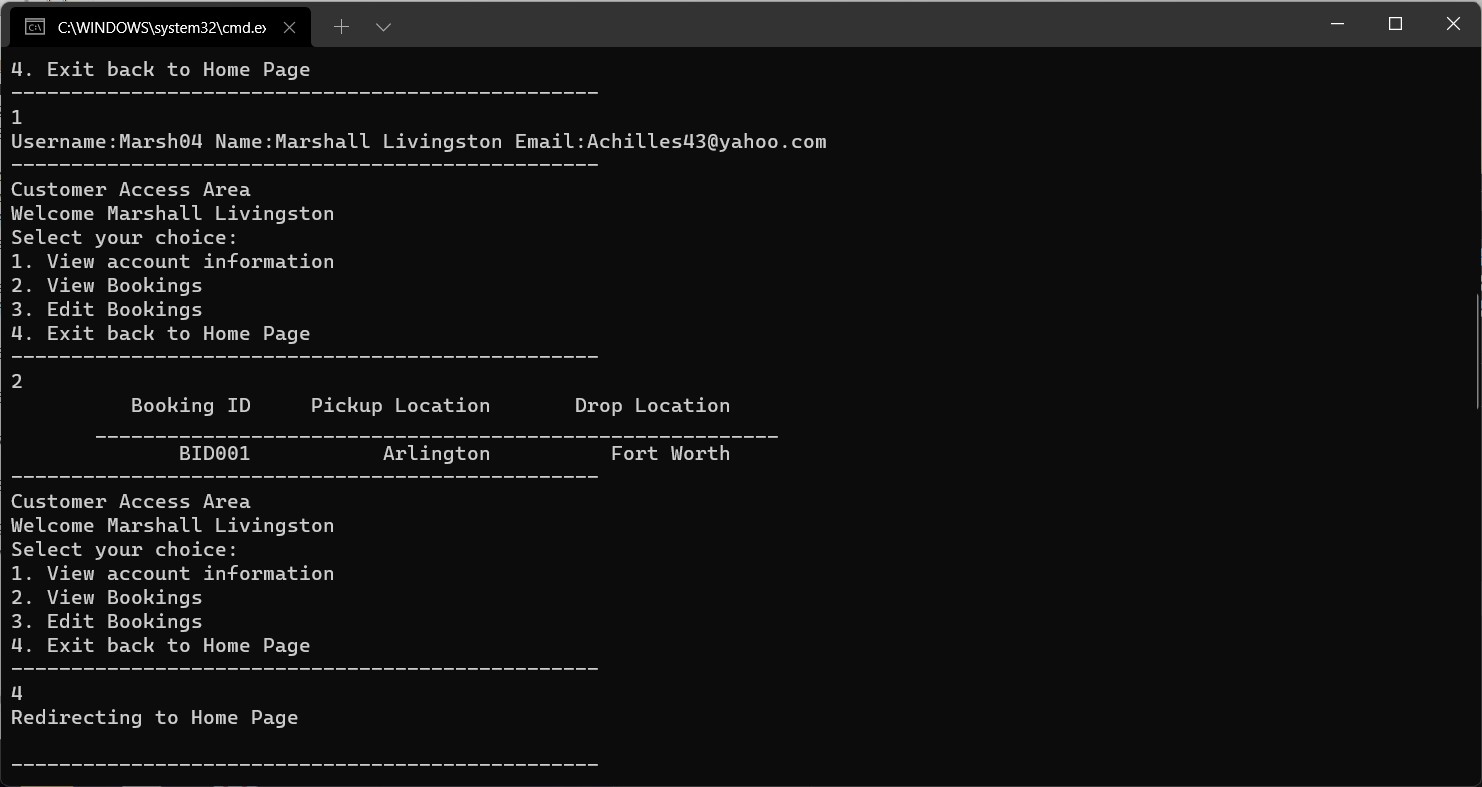 C:\WINDOWS\system32\cmd.ex
4. Exit back to Home Page
-------------------------------------------------
1
Username:Marsh04 Name:Marshall Livingston Email:Achilles43@yahoo.com
-------------------------------------------------
Customer Access Area
Welcome Marshall Livingston
Select your choice:
1. View account information
2. View Bookings
3. Edit Bookings
4. Exit back to Home Page
-------------------------------------------------
2
          Booking ID     Pickup Location       Drop Location
       _________________________________________________________
              BID001           Arlington          Fort Worth
-------------------------------------------------
Customer Access Area
Welcome Marshall Livingston
Select your choice:
1. View account information
2. View Bookings
3. Edit Bookings
4. Exit back to Home Page
-------------------------------------------------
4
Redirecting to Home Page

-------------------------------------------------